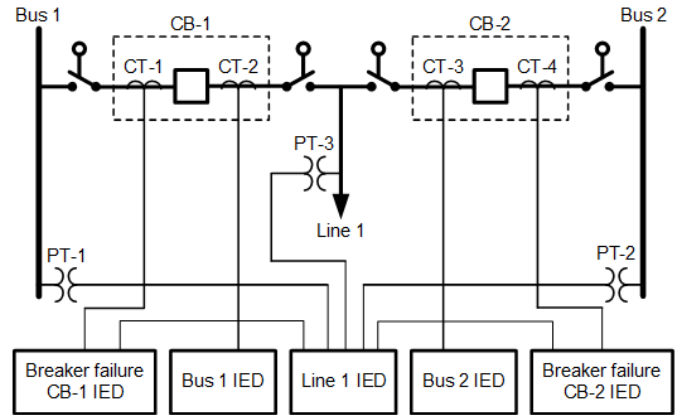 Bus 1
Bus 2
CB-1
CB-2
CT-1
CT-2
CT-3
CT-4
PT-3
Line 1
PT-1
PT-2
Breaker failure
CB-1 IED
Bus 1 IED
Line 1 IED
Bus 2 IED
Breaker failure
CB-2 IED